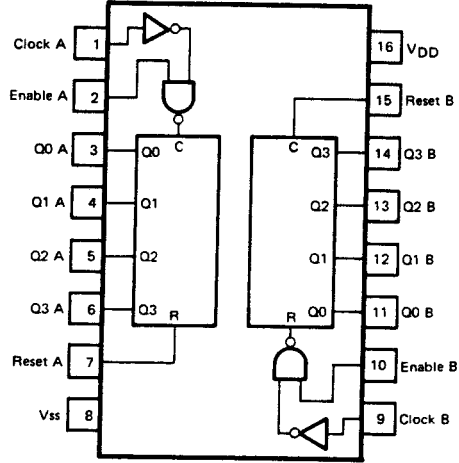 Clock A 1
Enable A 2
Q0 A 3
Q1 A 4
Q2 A 5
Q3 A 6
Reset A 7
Vss 8
C
Q0
Q1
Q2
Q3
R
C
Q3
Q2
Q1
Q0
R
16 VDD
15 Reset B
14 Q3 B
13 Q2 B
12 Q1 B
11 Q0 B
10 Enable B
9 Clock B